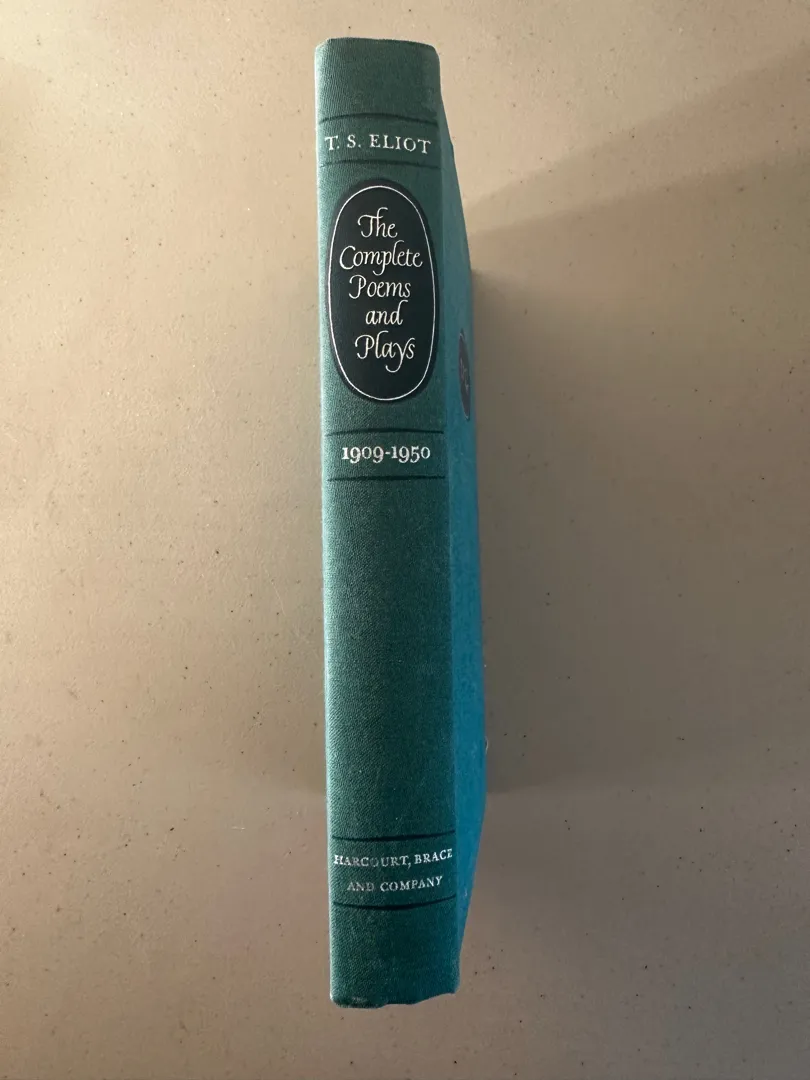 T. S. ELIOT
The
Complete
Poems
and
Plays
1909-1950
HARCOURT, BRACE
AND COMPANY